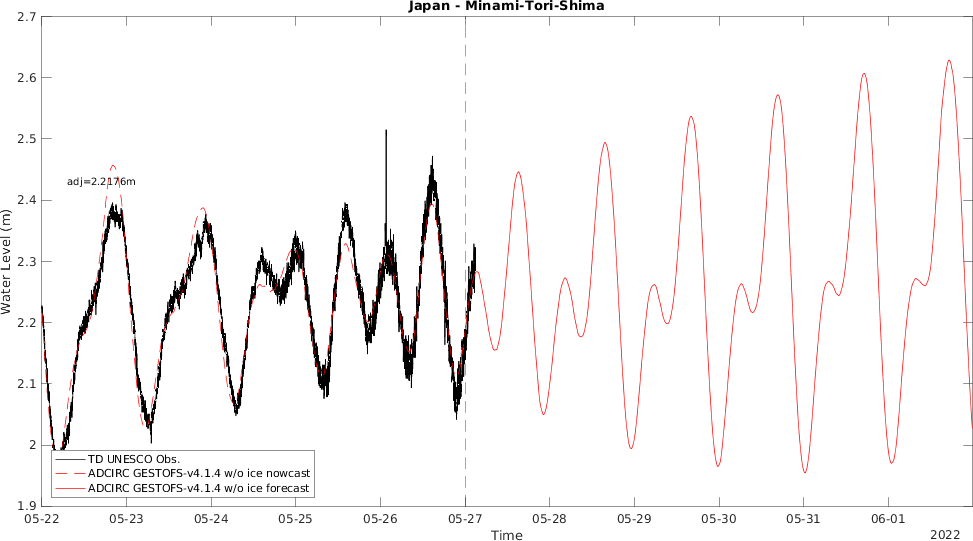 Japan - Minami-Tori-Shima
2.7
2.6
2.5
2.4
2.3
2.2
2.1
2
1.9
Water Level (m)
adj=2.2176m
TD UNESCO Obs.
ADCIRC GESTOFS-v4.1.4 w/o ice nowcast
ADCIRC GESTOFS-v4.1.4 w/o ice forecast
05-22 05-23 05-24 05-25 05-26 05-27 05-28 05-29 05-30 05-31 06-01
Time
2022